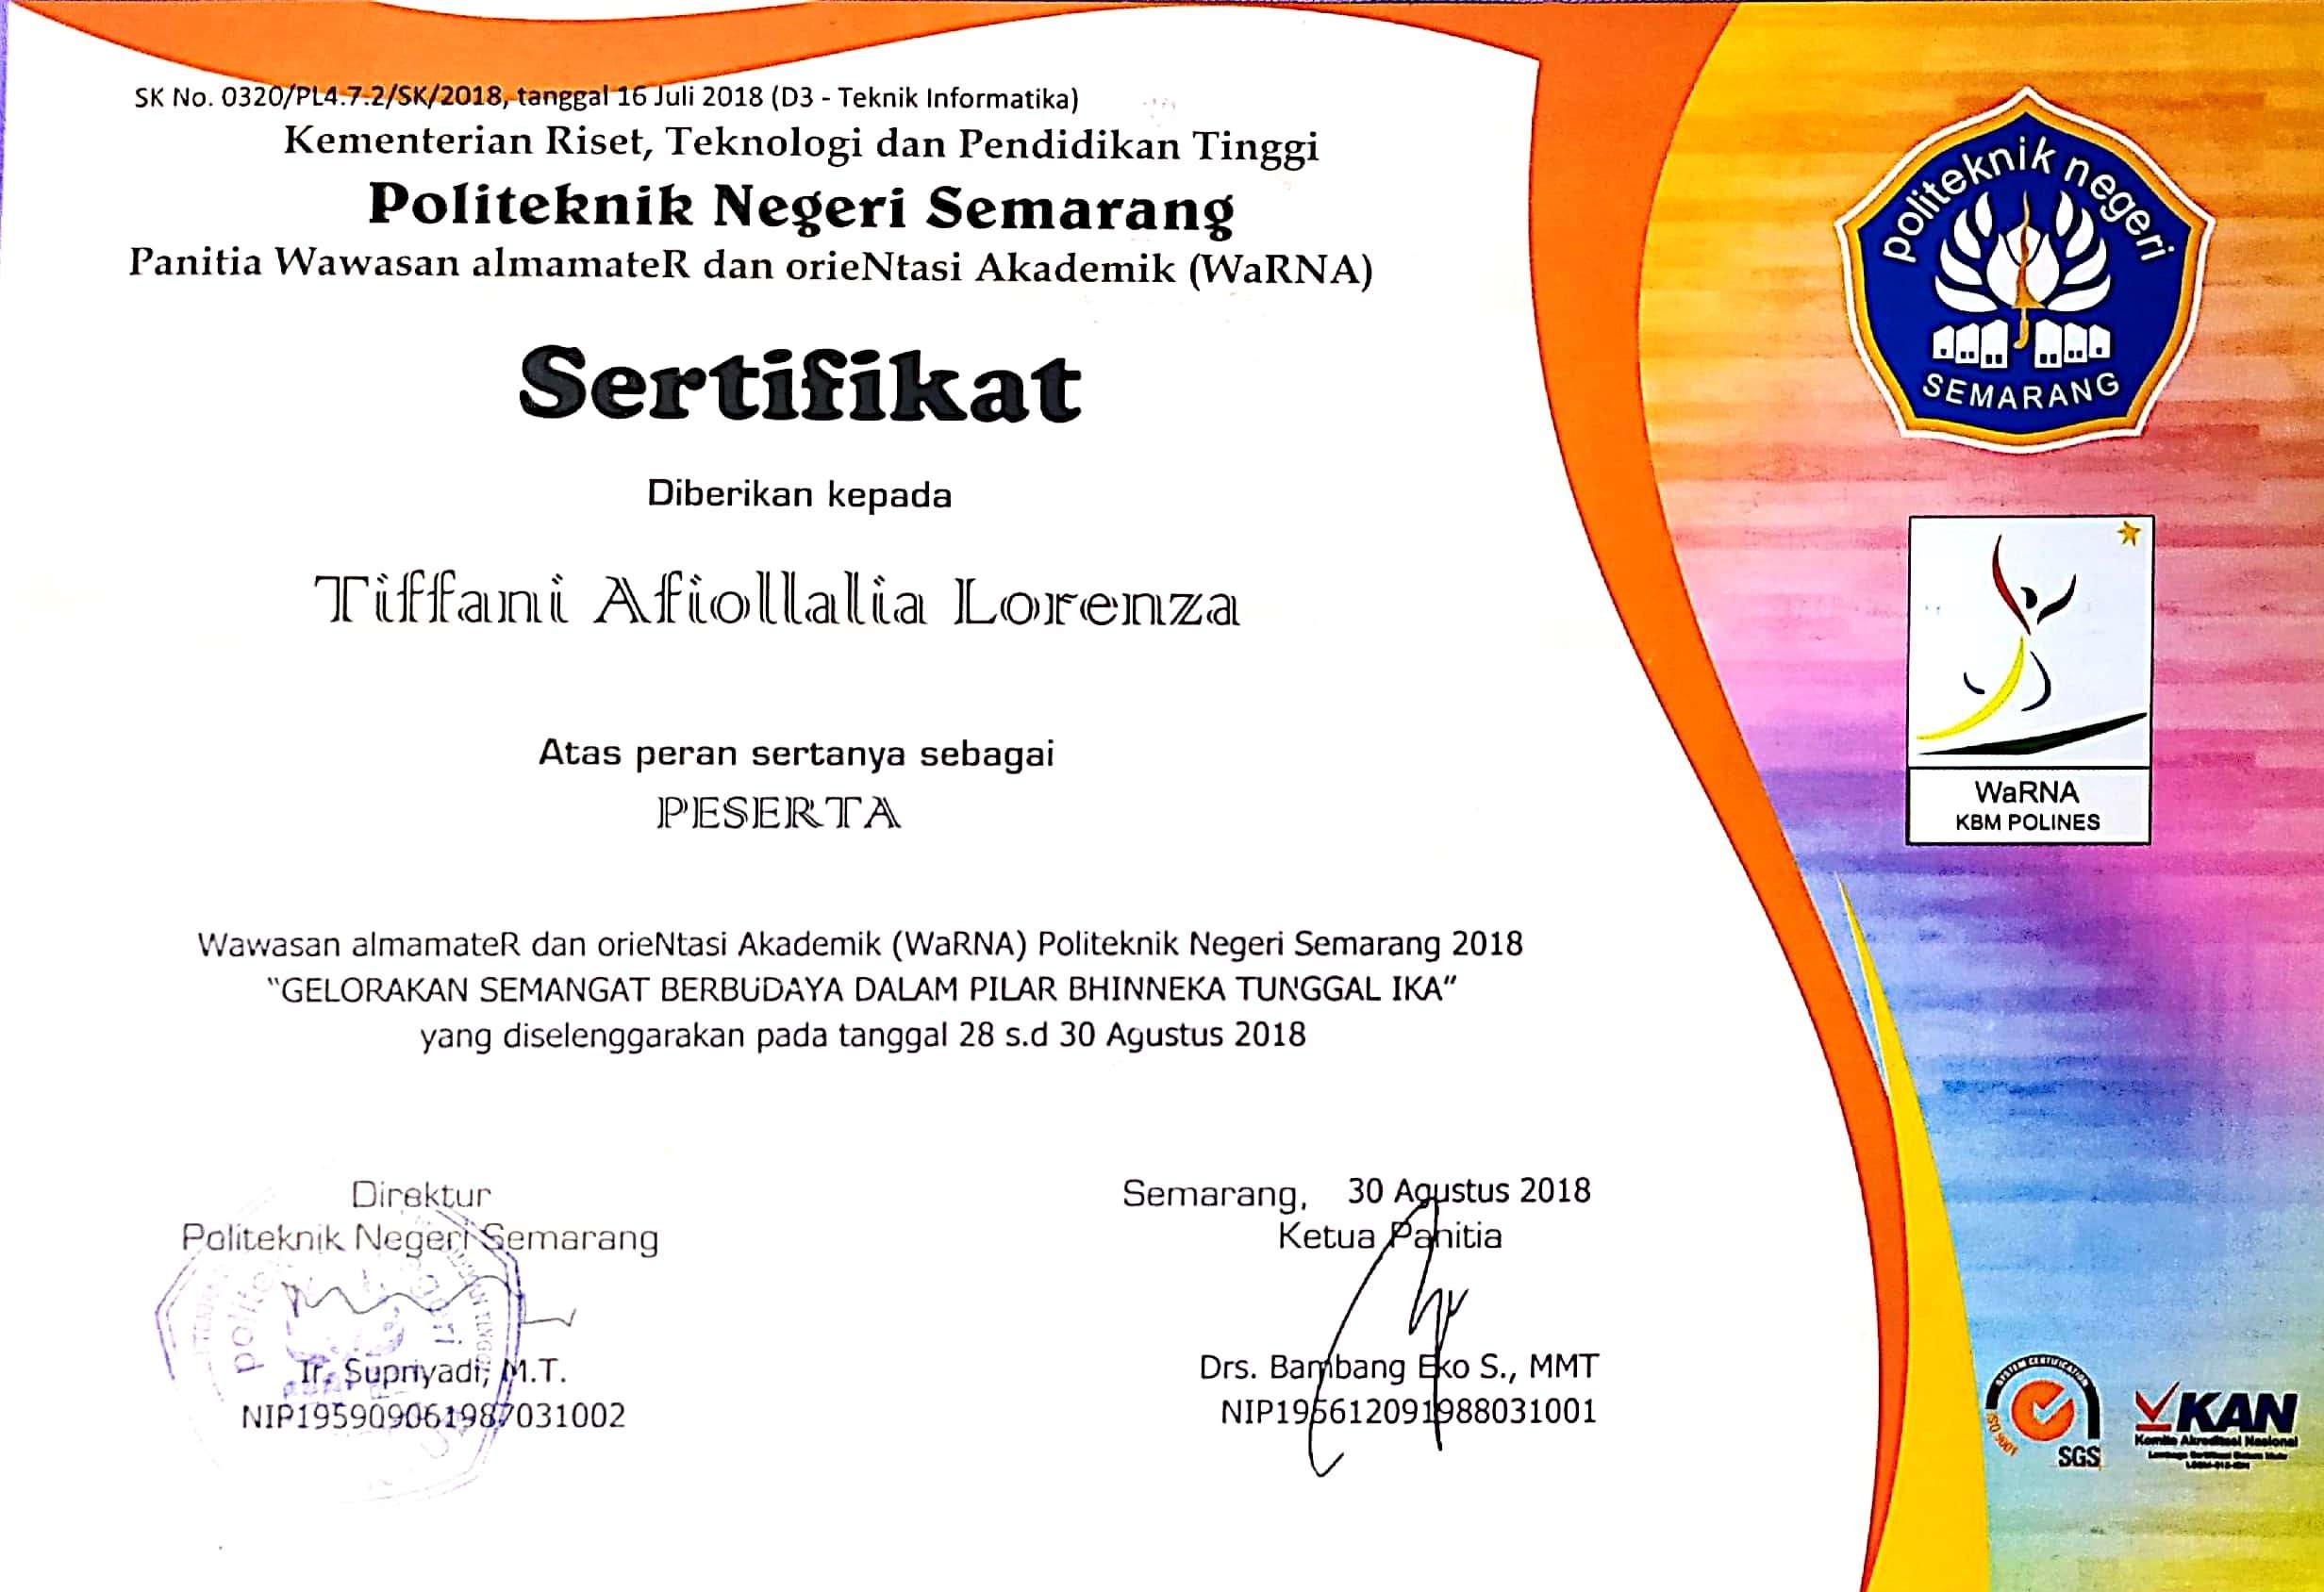 SK No. 0320/PL4.7.2/SK/2018, tanggal 16 Juli 2018 (D3 - Teknik Informatika)
Kementerian Riset, Teknologi dan Pendidikan Tinggi
Politeknik Negeri Semarang
Panitia Wawasan almamateR dan orieNtasi Akademik (WaRNA)
Sertifikat
Diberikan kepada
Tiffani Afiollalia Lorenza
Atas peran sertanya sebagai
PESERTA
Wawasan almamateR dan orieNtasi Akademik (WaRNA) Politeknik Negeri Semarang 2018
"GELORAKAN SEMANGAT BERBUDAYA DALAM PILAR BHINNEKA TUNGGAL IKA"
yang diselenggarakan pada tanggal 28 s.d 30 Agustus 2018
Direktur
Politeknik Negeri Semarang
Ir. Supriyadi, M.T.
NIP195909061987031002
Semarang, 30 Agustus 2018
Ketua Panitia
Drs. Bambang Eko S., MMT
NIP195612091988031001
politeknik negeri
SEMARANG
WaRNA
KBM POLINES
SYSTEM CERTIFICATION
ISO 9001
SGS
KAN
Komite Akreditasi Nasional